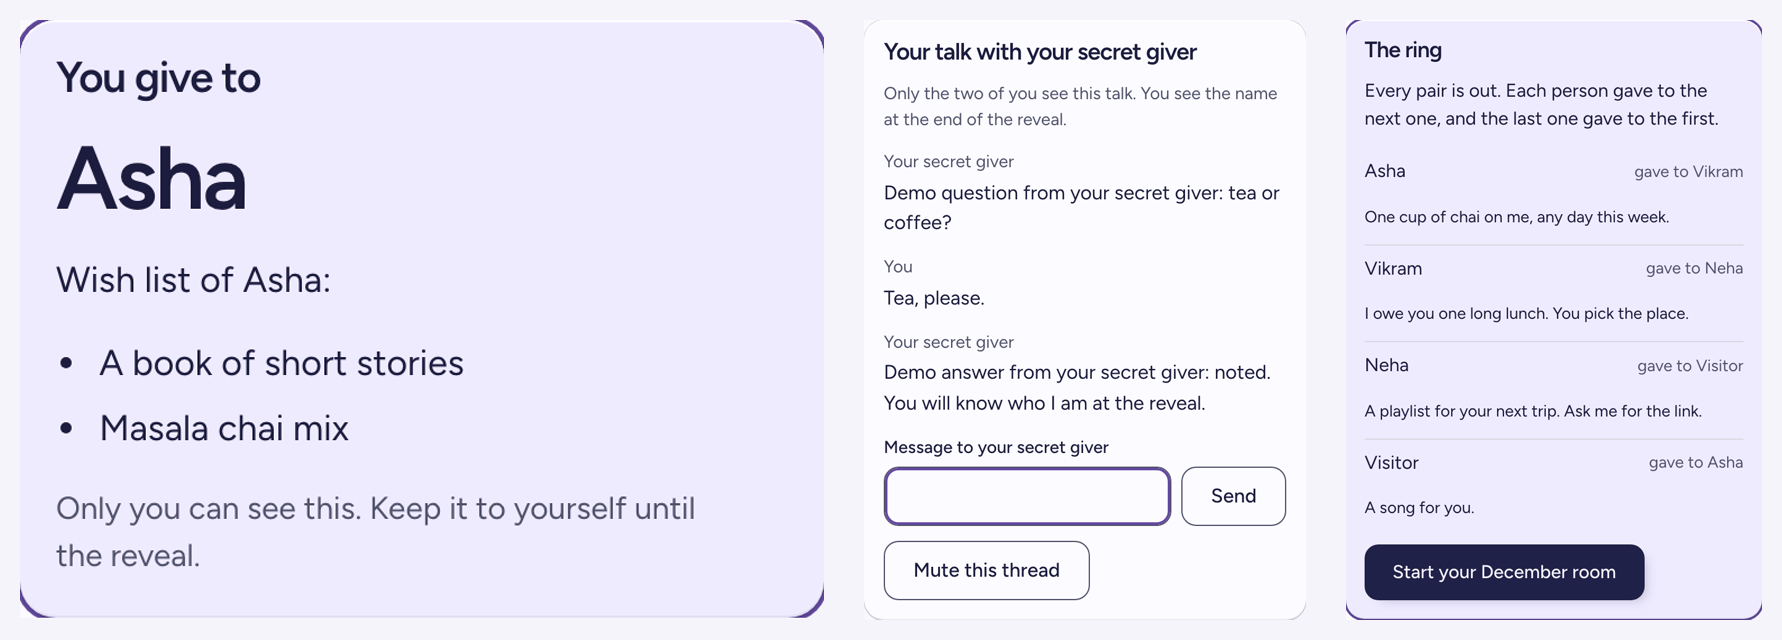 You give to
Asha
Wish list of Asha:
• A book of short stories
• Masala chai mix
Only you can see this. Keep it to yourself until
the reveal.
Your talk with your secret giver
Only the two of you see this talk. You see the name
at the end of the reveal.
Your secret giver
Demo question from your secret giver: tea or
coffee?
You
Tea, please.
Your secret giver
Demo answer from your secret giver: noted.
You will know who I am at the reveal.
Message to your secret giver
Send
Mute this thread
The ring
Every pair is out. Each person gave to the
next one, and the last one gave to the first.
Asha gave to Vikram
One cup of chai on me, any day this week.
Vikram gave to Neha
I owe you one long lunch. You pick the place.
Neha gave to Visitor
A playlist for your next trip. Ask me for the link.
Visitor gave to Asha
A song for you.
Start your December room